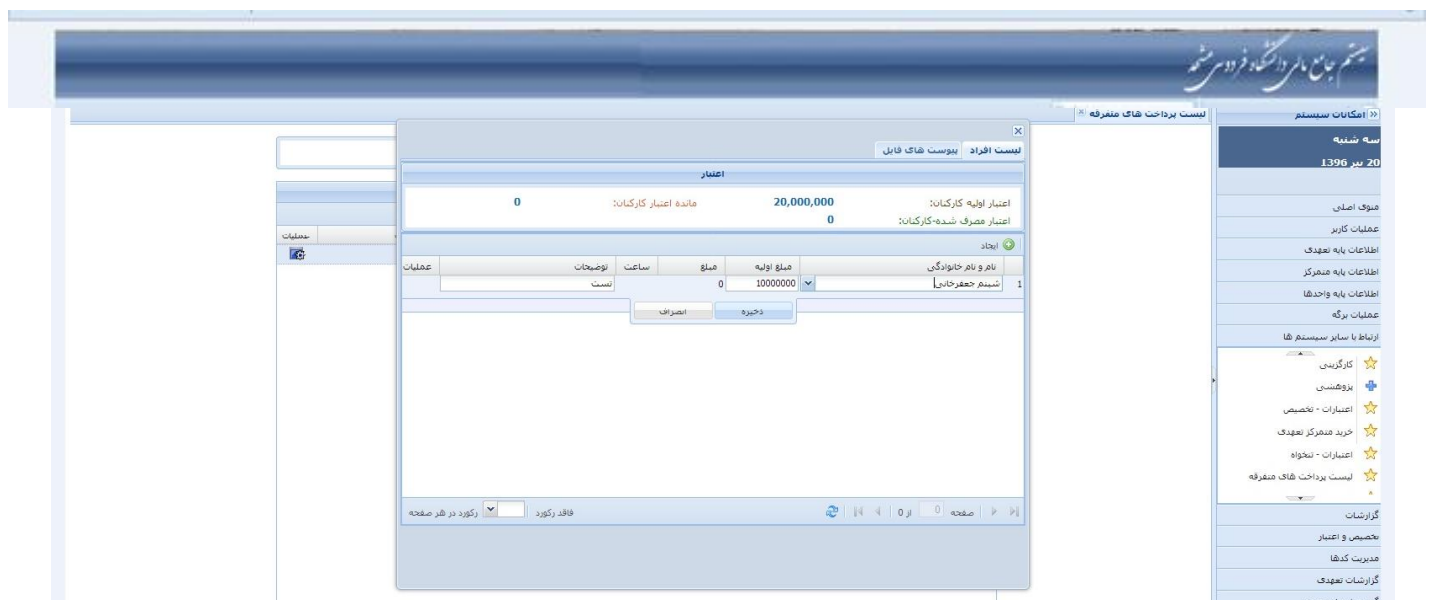 سیستم جامع مالی دانشگاه فردوسی مشهد
امکانات سیستم
لیست پرداخت های متفرقه
سه شنبه
20 تیر 1396
منوی اصلی
عملیات کاربر
اطلاعات پایه تعهدی
اطلاعات پایه متمرکز
اطلاعات پایه واحدها
عملیات برگه
ارتباط با سایر سیستم ها
کارگزینی
پژوهشی
اعتبارات - تخصیص
خرید متمرکز تعهدی
اعتبارات - تنخواه
لیست پرداخت های متفرقه
گزارشات
تخصیص و اعتبار
مدیریت کدها
گزارشات تعهدی
لیست افراد پیوست های فایل
اعتبار
اعتبار اولیه کارکنان: 20,000,000 مانده اعتبار کارکنان: 0
اعتبار مصرف شده-کارکنان: 0
ایجاد
نام و نام خانوادگی مبلغ اولیه مبلغ ساعت توضیحات عملیات
1 شبنم جعفرخانی 10000000 0 تست
ذخیره انصراف
صفحه 0 از 0 فاقد رکورد رکورد در هر صفحه
عملیات